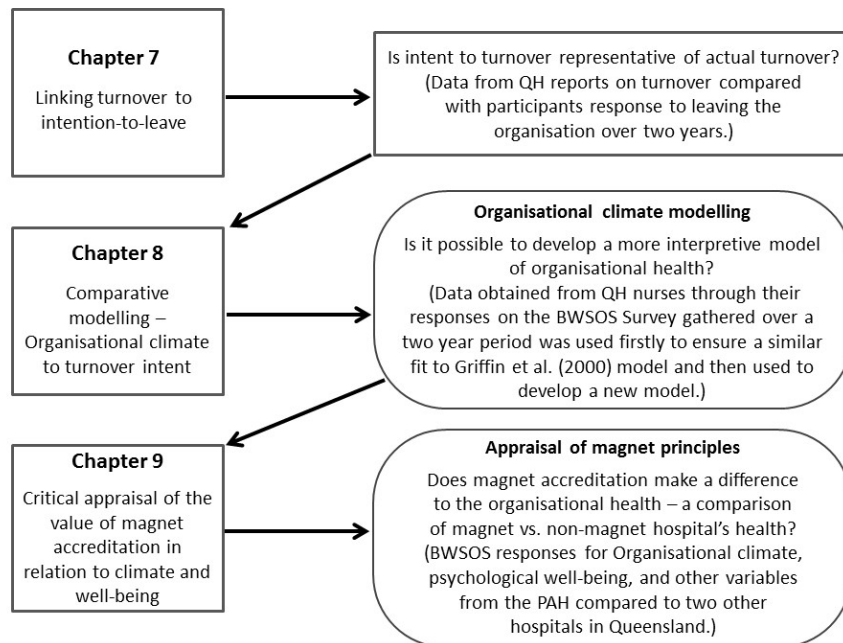 Chapter 7
Linking turnover to
intention-to-leave
Is intent to turnover representative of actual turnover?
(Data from QH reports on turnover compared
with participants response to leaving the
organisation over two years.)
Chapter 8
Comparative
modelling –
Organisational climate
to turnover intent
Organisational climate modelling
Is it possible to develop a more interpretive model
of organisational health?
(Data obtained from QH nurses through their
responses on the BWSOS Survey gathered over a
two year period was used firstly to ensure a similar
fit to Griffin et al. (2000) model and then used to
develop a new model.)
Chapter 9
Critical appraisal of the
value of magnet
accreditation in
relation to climate and
well-being
Appraisal of magnet principles
Does magnet accreditation make a difference
to the organisational health – a comparison
of magnet vs. non-magnet hospital’s health?
(BWSOS responses for Organisational climate,
psychological well-being, and other variables
from the PAH compared to two other
hospitals in Queensland.)